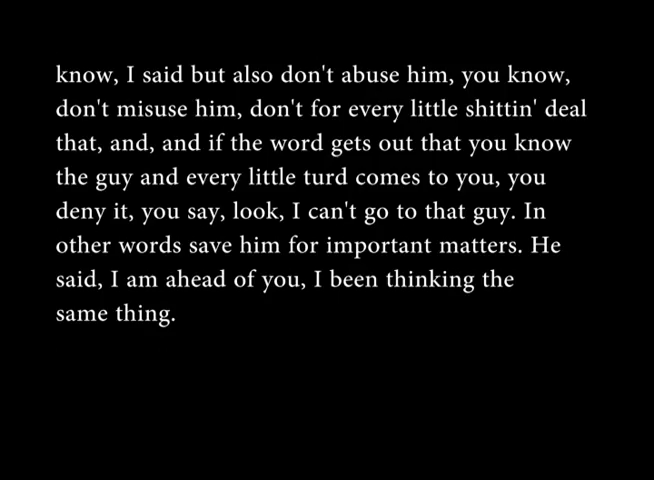 know, I said but also don't abuse him, you know,
don't misuse him, don't for every little shittin' deal
that, and, and if the word gets out that you know
the guy and every little turd comes to you, you
deny it, you say, look, I can't go to that guy. In
other words save him for important matters. He
said, I am ahead of you, I been thinking the
same thing.